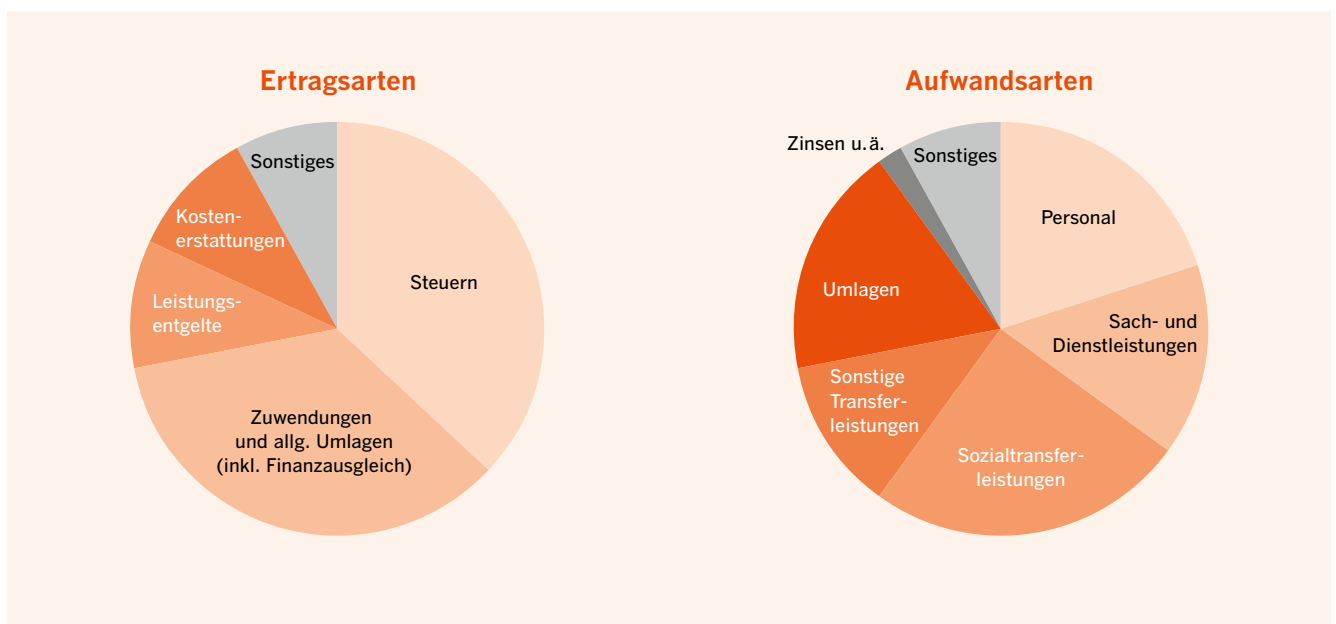 Ertragsarten
Sonstiges
Kosten-
erstattungen
Leistungs-
entgelte
Steuern
Zuwendungen
und allg. Umlagen
(inkl. Finanzausgleich)
Aufwandsarten
Zinsen u. ä.
Sonstiges
Personal
Umlagen
Sach- und
Dienstleistungen
Sonstige
Transfer-
leistungen
Sozialtransfer-
leistungen